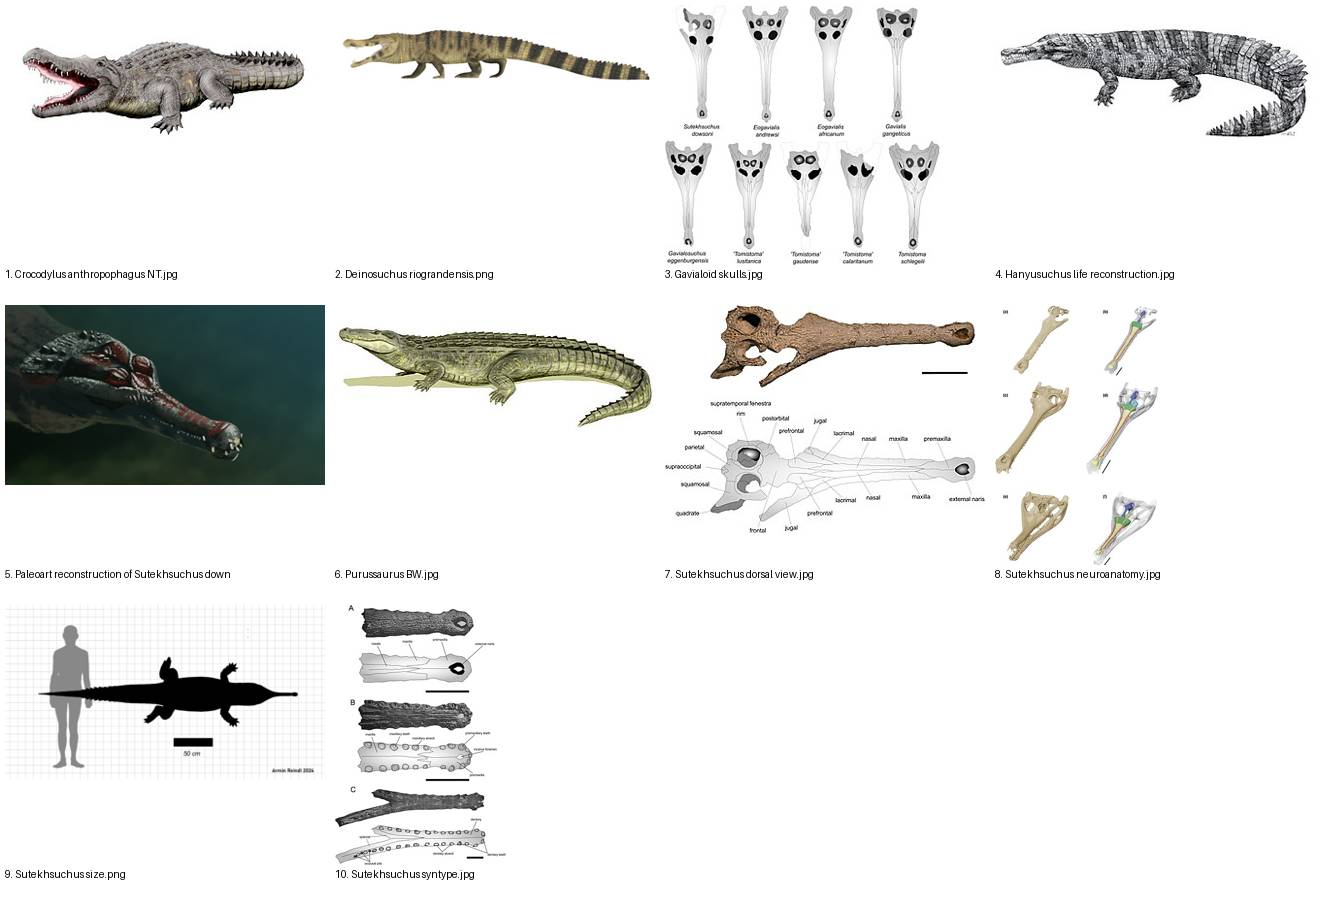 Sutekhsuchus
dowsoni
Eogavialis
andrewsi
Eogavialis
africanum
Gavialis
gangeticus
Gavialosuchus
eggenburgensis
'Tomistoma'
lusitanica
'Tomistoma'
gaudense
'Tomistoma'
calaritanum
Tomistoma
schlegelii
1. Crocodylus anthropophagus NT.jpg
2. Deinosuchus riograndensis.png
3. Gavialoid skulls.jpg
4. Hanyusuchus life reconstruction.jpg
supratemporal fenestra
rim
postorbital
jugal
squamosal
prefrontal
lacrimal
nasal
maxilla
premaxilla
parietal
supraoccipital
squamosal
quadrate
frontal
jugal
prefrontal
lacrimal
nasal
maxilla
external naris
(a)
(b)
(c)
(d)
(e)
(f)
5. Paleoart reconstruction of Sutekhsuchus down
6. Purussaurus BW.jpg
7. Sutekhsuchus dorsal view.jpg
8. Sutekhsuchus neuroanatomy.jpg
50 cm
Armin Reindl 2024
A
B
C
9. Sutekhsuchus size.png
10. Sutekhsuchus syntype.jpg